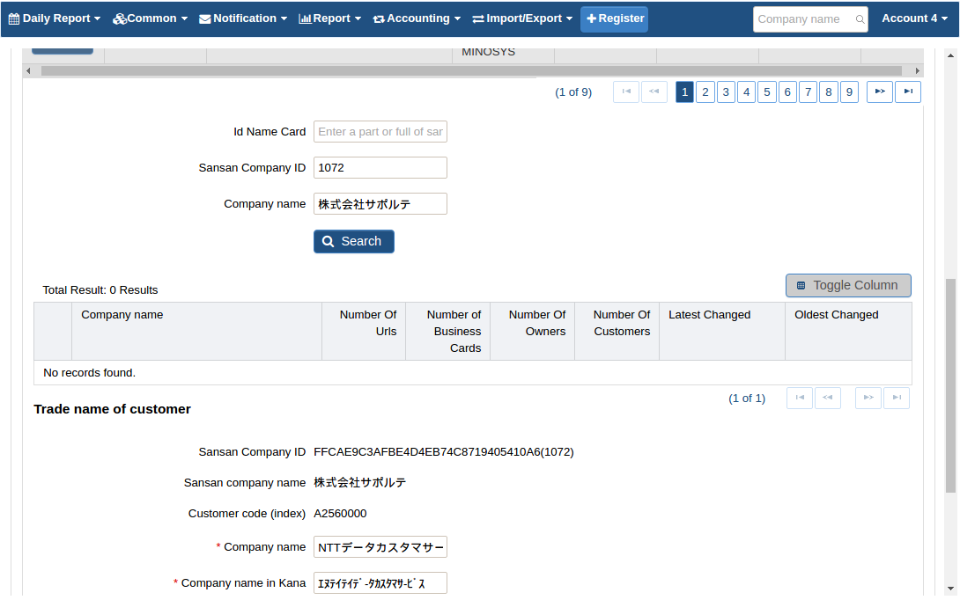 Daily Report Common Notification Report Accounting Import/Export Register Company name Account 4
MINOSYS
(1 of 9) 1 2 3 4 5 6 7 8 9
Id Name Card Enter a part or full of sar
Sansan Company ID 1072
Company name 株式会社サポルテ
Search
Toggle Column
Total Result: 0 Results
Company name Number Of Urls Number of Business Cards Number Of Owners Number Of Customers Latest Changed Oldest Changed
No records found.
(1 of 1)
Trade name of customer
Sansan Company ID FFCAE9C3AFBE4D4EB74C8719405410A6(1072)
Sansan company name 株式会社サポルテ
Customer code (index) A2560000
* Company name NTTデータカスタマサー
* Company name in Kana ｴﾇﾃｲﾃｲﾃﾞｰﾀｶｽﾀﾏｻｰﾋﾞｽ